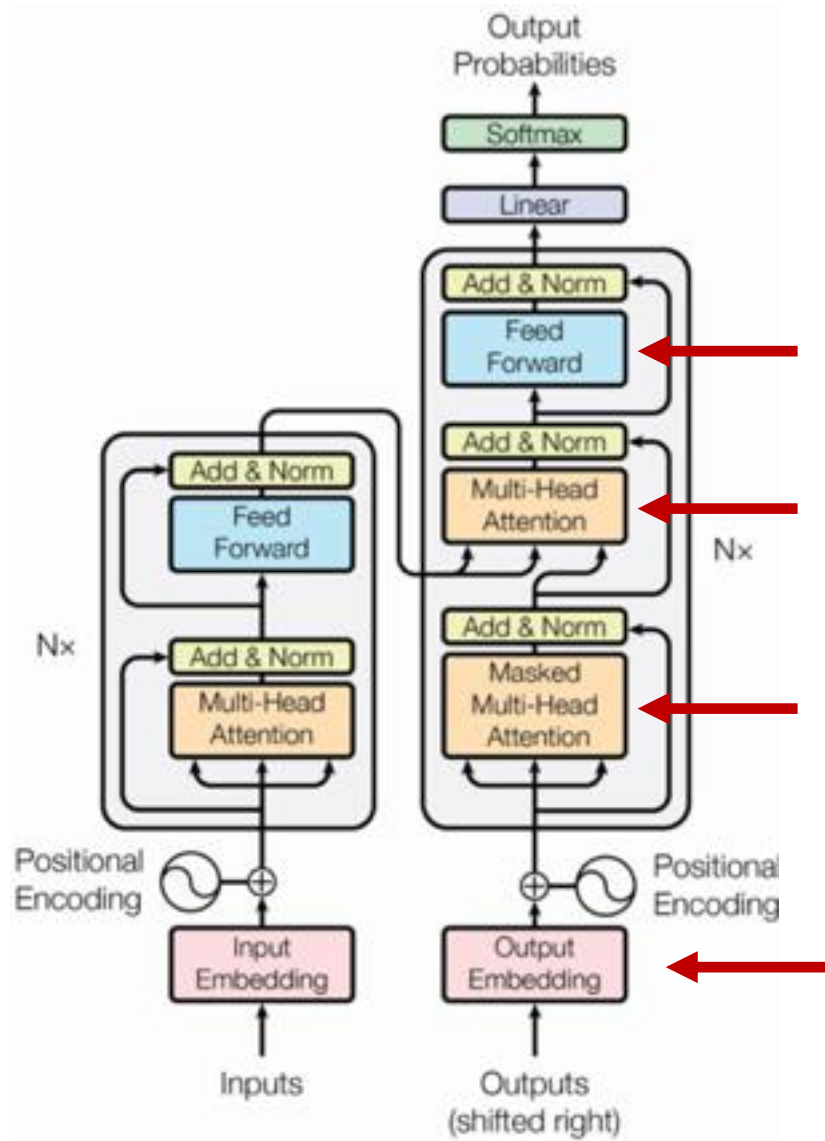 Output
Probabilities
Softmax
Linear
Add & Norm
Feed
Forward
Add & Norm
Multi-Head
Attention
Nx
Add & Norm
Masked
Multi-Head
Attention
Positional
Encoding
Output
Embedding
Outputs
(shifted right)
Add & Norm
Feed
Forward
Nx
Add & Norm
Multi-Head
Attention
Positional
Encoding
Input
Embedding
Inputs